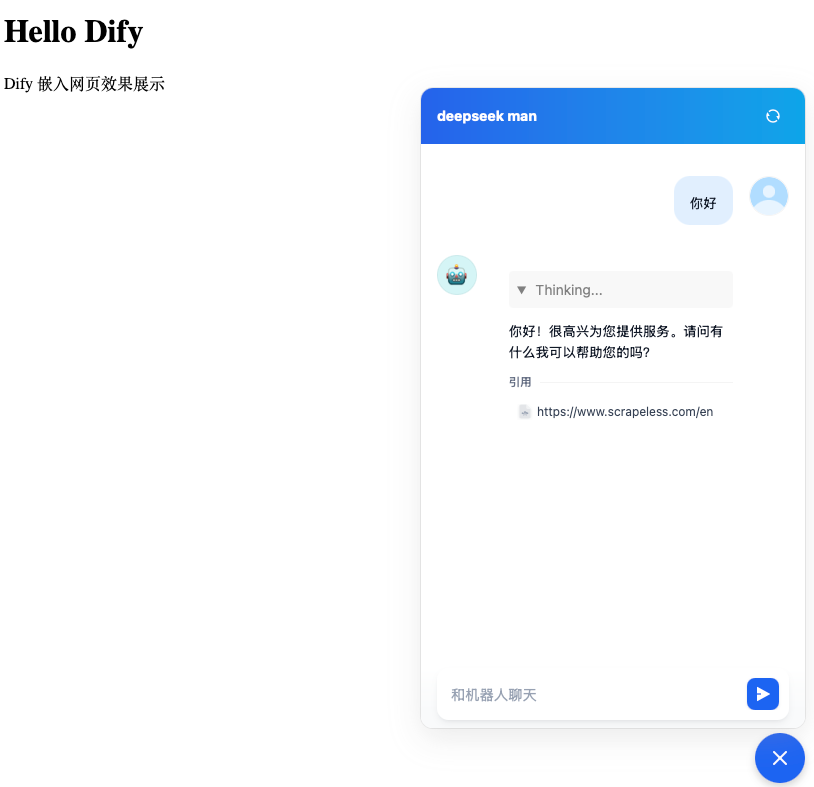 Hello Dify
Dify 嵌入网页效果展示
deepseek man
你好
Thinking...
你好！很高兴为您提供服务。请问有
什么我可以帮助您的吗?
引用
https://www.scrapeless.com/en
和机器人聊天